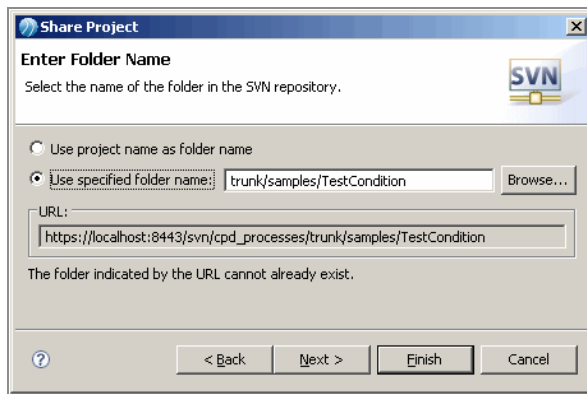 Share Project
Enter Folder Name
Select the name of the folder in the SVN repository.
SVN
Use project name as folder name
Use specified folder name: trunk/samples/TestCondition Browse...
URL:
https://localhost:8443/svn/cpd_processes/trunk/samples/TestCondition
The folder indicated by the URL cannot already exist.
? < Back Next > Finish Cancel